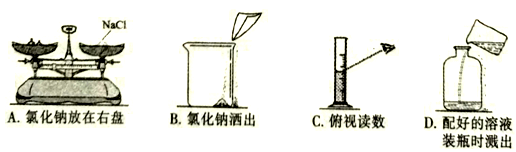 NaCl
A. 氯化钠放在右盘
B. 氯化钠洒出
C. 俯视读数
D. 配好的溶液
装瓶时溅出